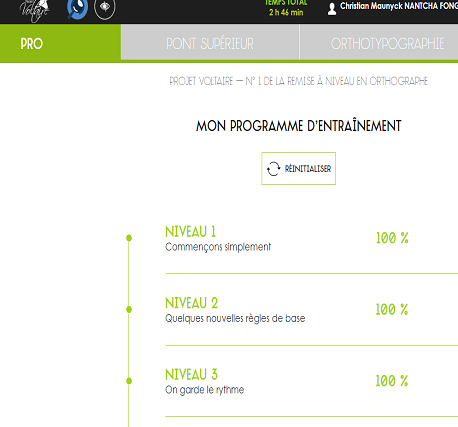 Voltaire
TEMPS TOTAL
2 h 46 min
Christian Maunyck NANTCHA FONG
PRO
PONT SUPÉRIEUR
ORTHOTYPOGRAPHIE
PROJET VOLTAIRE – N° 1 DE LA REMISE À NIVEAU EN ORTHOGRAPHE
MON PROGRAMME D'ENTRAÎNEMENT
RÉINITIALISER
NIVEAU 1
100 %
Commençons simplement
NIVEAU 2
100 %
Quelques nouvelles règles de base
NIVEAU 3
100 %
On garde le rythme